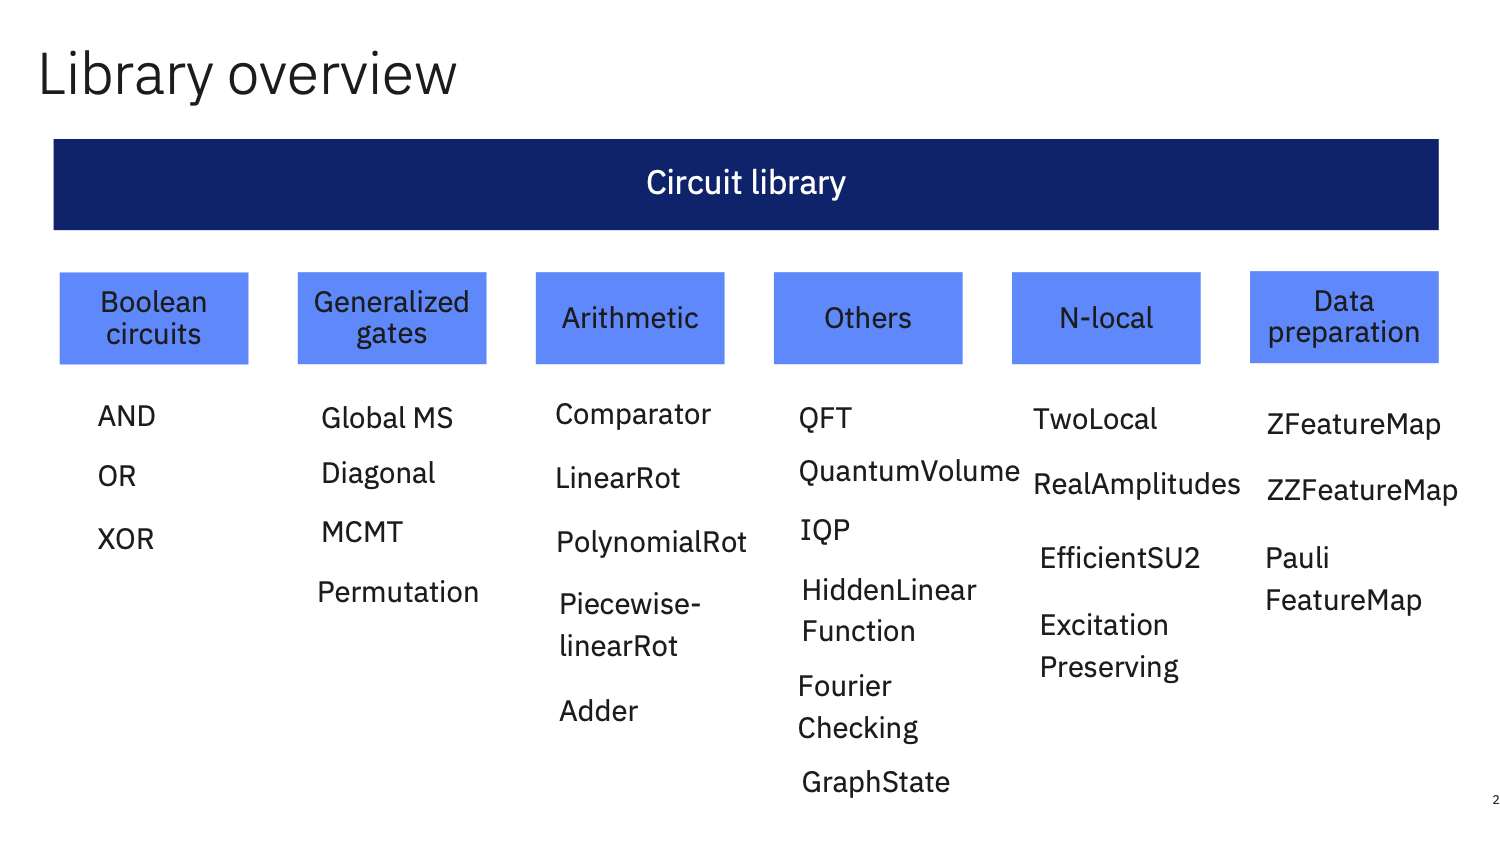 Library overview
Circuit library
Boolean
circuits
AND
OR
XOR
Generalized
gates
Global MS
Diagonal
MCMT
Permutation
Arithmetic
Comparator
LinearRot
PolynomialRot
Piecewise-
linearRot
Adder
Others
QFT
QuantumVolume
IQP
HiddenLinear
Function
Fourier
Checking
GraphState
N-local
TwoLocal
RealAmplitudes
EfficientSU2
Excitation
Preserving
Data
preparation
ZFeatureMap
ZZFeatureMap
Pauli
FeatureMap
2